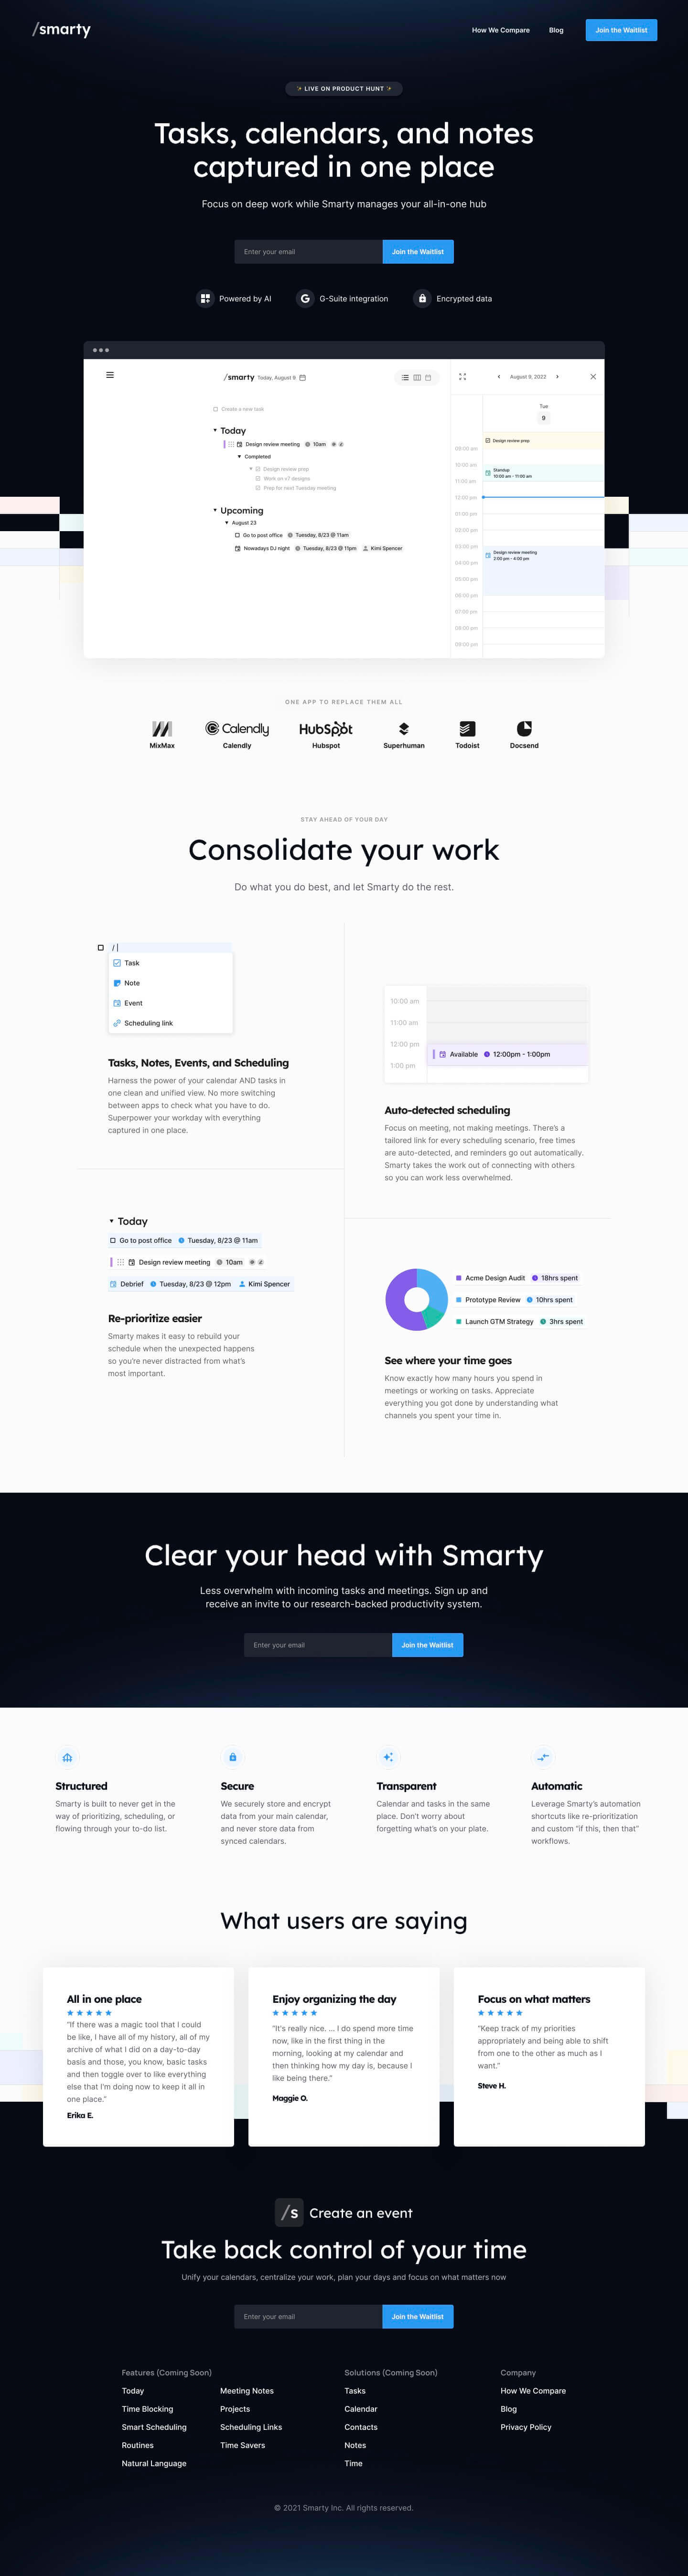 /smarty
How We Compare
Blog
Join the Waitlist
✨ LIVE ON PRODUCT HUNT ✨
Tasks, calendars, and notes
captured in one place
Focus on deep work while Smarty manages your all-in-one hub
Enter your email
Join the Waitlist
Powered by AI
G-Suite integration
Encrypted data
/smarty Today, August 9
August 9, 2022
Create a new task
Today
Design review meeting 10am
Completed
Design review prep
Work on v7 designs
Prep for next Tuesday meeting
Upcoming
August 23
Go to post office Tuesday, 8/23 @ 11am
Nowadays DJ night Tuesday, 8/23 @ 11pm Kimi Spencer
Tue
9
Design review prep
09:00 am
10:00 am
Standup
10:00 am - 11:00 am
11:00 am
12:00 pm
01:00 pm
02:00 pm
03:00 pm
Design review meeting
2:00 pm - 4:00 pm
04:00 pm
05:00 pm
06:00 pm
07:00 pm
08:00 pm
09:00 pm
ONE APP TO REPLACE THEM ALL
Calendly
HubSpot
MixMax
Calendly
Hubspot
Superhuman
Todoist
Docsend
STAY AHEAD OF YOUR DAY
Consolidate your work
Do what you do best, and let Smarty do the rest.
/ |
Task
Note
Event
Scheduling link
Tasks, Notes, Events, and Scheduling
Harness the power of your calendar AND tasks in
one clean and unified view. No more switching
between apps to check what you have to do.
Superpower your workday with everything
captured in one place.
10:00 am
11:00 am
12:00 pm
Available 12:00pm - 1:00pm
1:00 pm
Auto-detected scheduling
Focus on meeting, not making meetings. There's a
tailored link for every scheduling scenario, free times
are auto-detected, and reminders go out automatically.
Smarty takes the work out of connecting with others
so you can work less overwhelmed.
Today
Go to post office Tuesday, 8/23 @ 11am
Design review meeting 10am
Debrief Tuesday, 8/23 @ 12pm Kimi Spencer
Re-prioritize easier
Smarty makes it easy to rebuild your
schedule when the unexpected happens
so you're never distracted from what's
most important.
Acme Design Audit 18hrs spent
Prototype Review 10hrs spent
Launch GTM Strategy 3hrs spent
See where your time goes
Know exactly how many hours you spend in
meetings or working on tasks. Appreciate
everything you got done by understanding what
channels you spent your time in.
Clear your head with Smarty
Less overwhelm with incoming tasks and meetings. Sign up and
receive an invite to our research-backed productivity system.
Enter your email
Join the Waitlist
Structured
Smarty is built to never get in the
way of prioritizing, scheduling, or
flowing through your to-do list.
Secure
We securely store and encrypt
data from your main calendar,
and never store data from
synced calendars.
Transparent
Calendar and tasks in the same
place. Don't worry about
forgetting what's on your plate.
Automatic
Leverage Smarty's automation
shortcuts like re-prioritization
and custom "if this, then that"
workflows.
What users are saying
All in one place
"If there was a magic tool that I could
be like, I have all of my history, all of my
archive of what I did on a day-to-day
basis and those, you know, basic tasks
and then toggle over to like everything
else that I'm doing now to keep it all in
one place."
Erika E.
Enjoy organizing the day
"It's really nice. ... I do spend more time
now, like in the first thing in the
morning, looking at my calendar and
then thinking how my day is, because I
like being there."
Maggie O.
Focus on what matters
"Keep track of my priorities
appropriately and being able to shift
from one to the other as much as I
want."
Steve H.
/s Create an event
Take back control of your time
Unify your calendars, centralize your work, plan your days and focus on what matters now
Enter your email
Join the Waitlist
Features (Coming Soon)
Today
Time Blocking
Smart Scheduling
Routines
Natural Language
Meeting Notes
Projects
Scheduling Links
Time Savers
Solutions (Coming Soon)
Tasks
Calendar
Contacts
Notes
Time
Company
How We Compare
Blog
Privacy Policy
© 2021 Smarty Inc. All rights reserved.